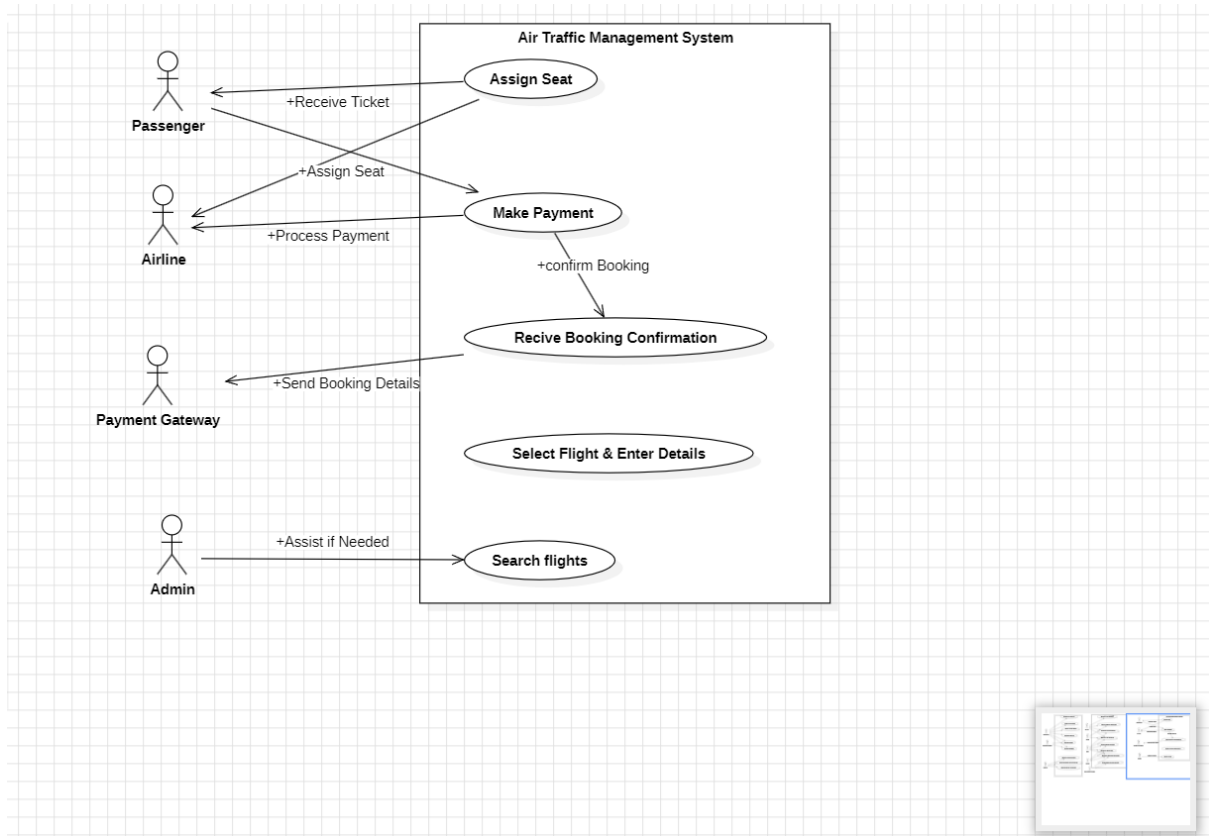 Air Traffic Management System
Assign Seat
+Receive Ticket
Passenger
+Assign Seat
Make Payment
+Process Payment
Airline
+confirm Booking
Recive Booking Confirmation
+Send Booking Details
Payment Gateway
Select Flight & Enter Details
+Assist if Needed
Search flights
Admin